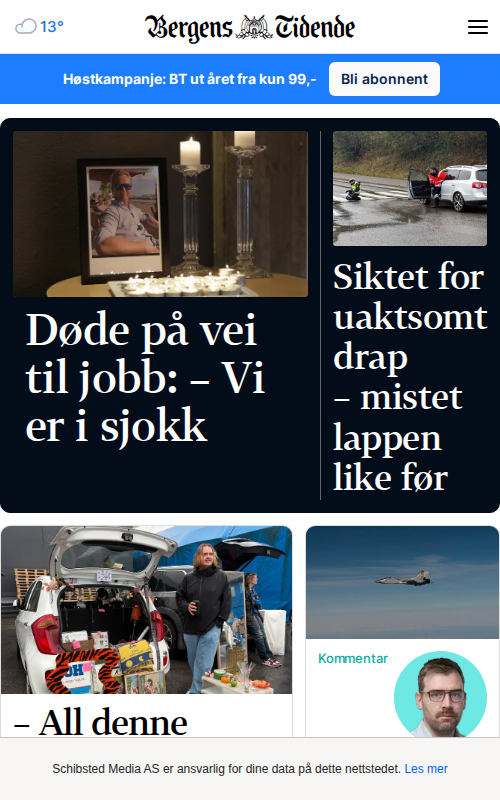 13°
Bergens Tidende
Høstkampanje: BT ut året fra kun 99,-
Bli abonnent
Døde på vei
til jobb: – Vi
er i sjokk
Siktet for
uaktsomt
drap
– mistet
lappen
like før
– All denne
Kommentar
Schibsted Media AS er ansvarlig for dine data på dette nettstedet. Les mer